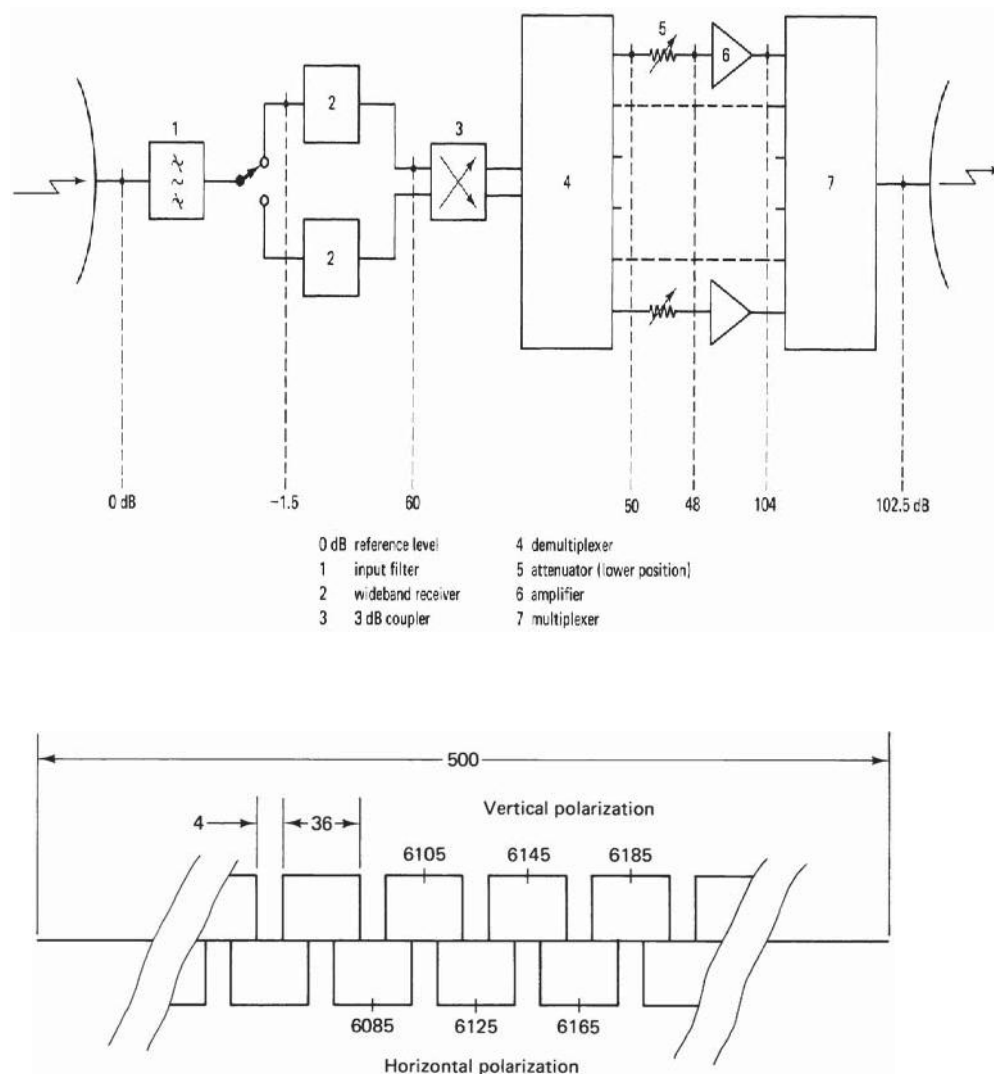 5
6
1
2
3
4
7
2
0 dB
−1.5
60
50
48
104
102.5 dB
0 dB reference level
1 input filter
2 wideband receiver
3 3 dB coupler
4 demultiplexer
5 attenuator (lower position)
6 amplifier
7 multiplexer
500
Vertical polarization
4
36
6105
6145
6185
6085
6125
6165
Horizontal polarization